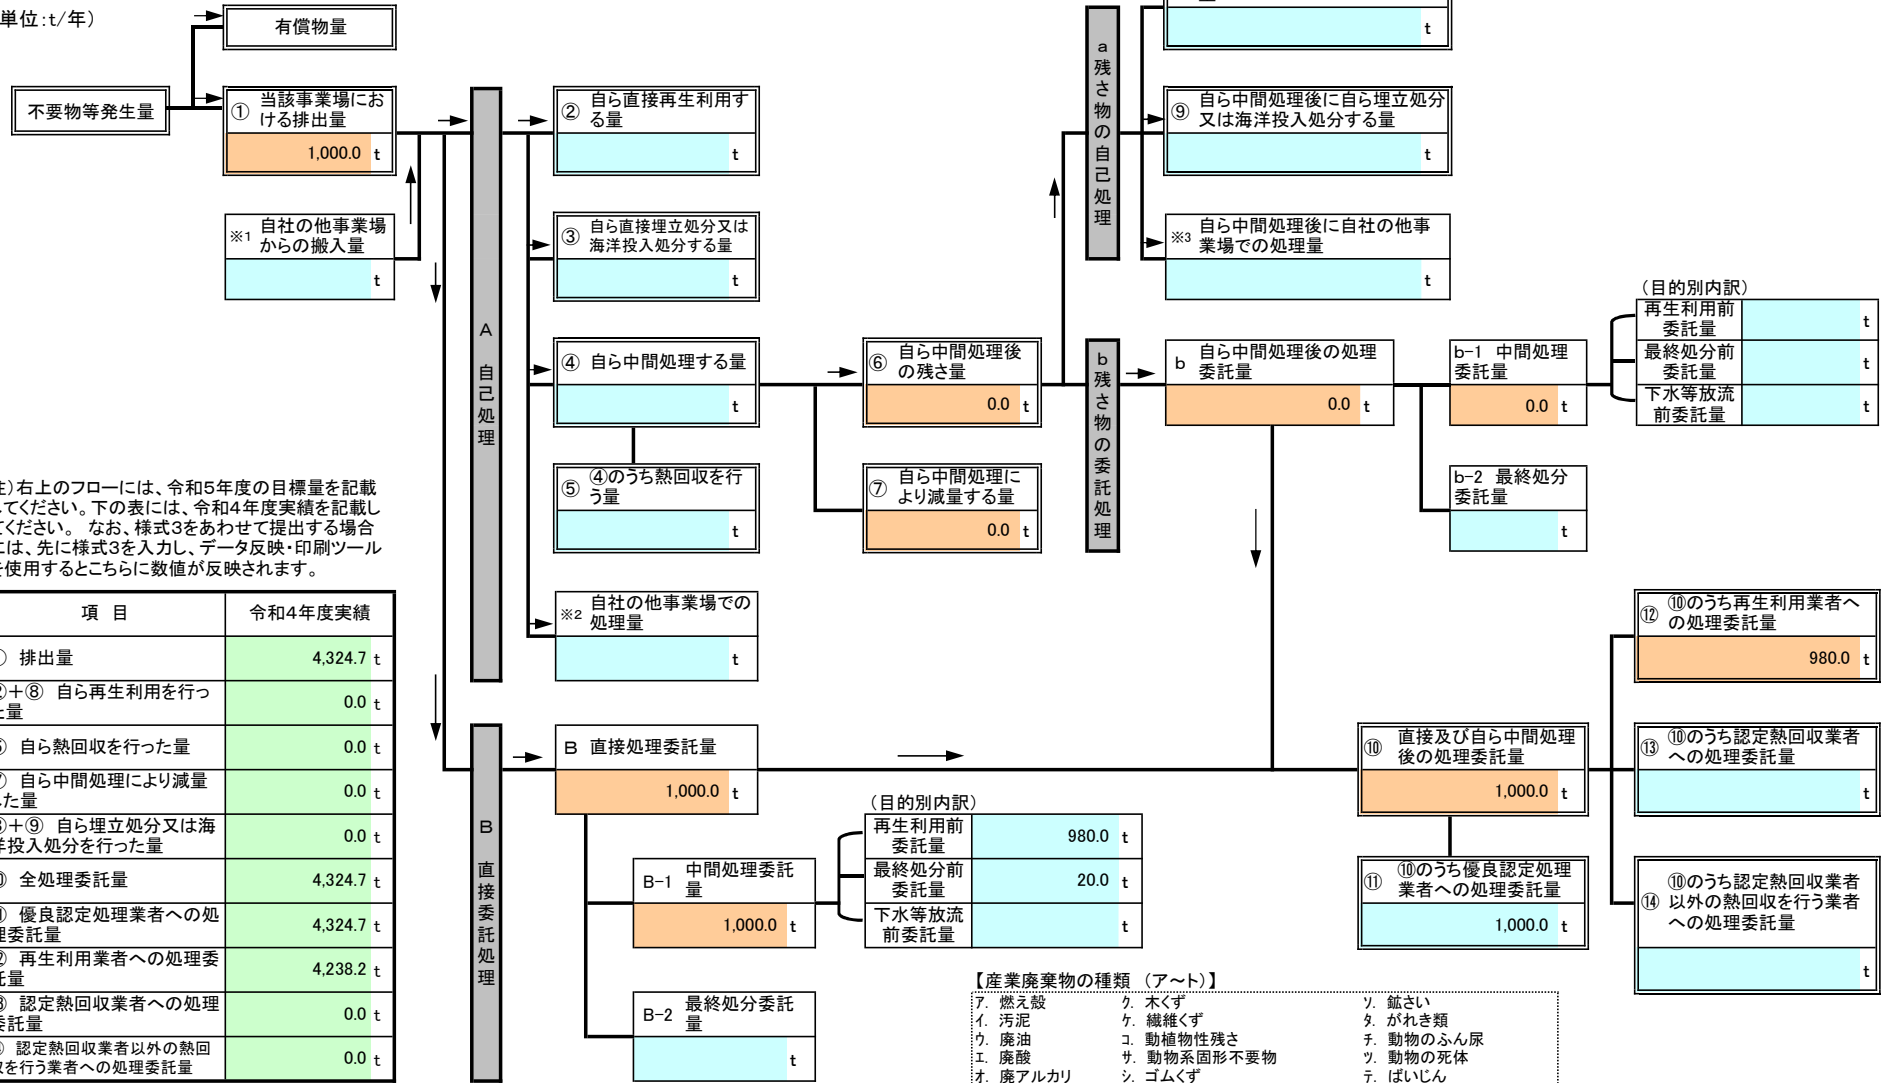 単位:t/年)
有償物量
不要物等発生量
① 当該事業場にお
ける排出量
1,000.0 t
※1 自社の他事業場
からの搬入量
t
A 自己処理
② 自ら直接再生利用す
る量
t
③ 自ら直接埋立処分又は
海洋投入処分する量
t
④ 自ら中間処理する量
t
⑤ ④のうち熱回収を行
う量
t
※2 自社の他事業場での
処理量
t
⑥ 自ら中間処理後
の残さ量
0.0 t
⑦ 自ら中間処理に
より減量する量
0.0 t
a 残さ物の自己処理
t
⑨ 自ら中間処理後に自ら埋立処分
又は海洋投入処分する量
t
※3 自ら中間処理後に自社の他事
業場での処理量
t
b 残さ物の委託処理
b 自ら中間処理後の処理
委託量
0.0 t
b-1 中間処理
委託量
0.0 t
(目的別内訳)
再生利用前
委託量
t
最終処分前
委託量
t
下水等放流
前委託量
t
b-2 最終処分
委託量
t
)右上のフローには、令和5年度の目標量を記載
してください。下の表には、令和4年度実績を記載し
てください。 なお、様式3をあわせて提出する場合
には、先に様式3を入力し、データ反映・印刷ツール
を使用するとこちらに数値が反映されます。
項 目 令和4年度実績
排出量 4,324.7 t
+⑧ 自ら再生利用を行っ
た量 0.0 t
自ら熱回収を行った量 0.0 t
自ら中間処理により減量
した量 0.0 t
+⑨ 自ら埋立処分又は海
洋投入処分を行った量 0.0 t
全処理委託量 4,324.7 t
優良認定処理業者への処
理委託量 4,324.7 t
再生利用業者への処理委
託量 4,238.2 t
認定熱回収業者への処理
委託量 0.0 t
認定熱回収業者以外の熱回
収を行う業者への処理委託量 0.0 t
B 直接委託処理
B 直接処理委託量
1,000.0 t
B-1 中間処理委託
量
1,000.0 t
(目的別内訳)
再生利用前
委託量
980.0 t
最終処分前
委託量
20.0 t
下水等放流
前委託量
t
B-2 最終処分委託
量
t
⑩ 直接及び自ら中間処理
後の処理委託量
1,000.0 t
⑪ ⑩のうち優良認定処理
業者への処理委託量
1,000.0 t
⑫ ⑩のうち再生利用業者へ
の処理委託量
980.0 t
⑬ ⑩のうち認定熱回収業者
への処理委託量
t
⑭ ⑩のうち認定熱回収業者
以外の熱回収を行う業者
への処理委託量
t
【産業廃棄物の種類 (ア~ト)】
ア. 燃え殻 ク. 木くず ソ. 鉱さい
イ. 汚泥 ケ. 繊維くず タ. がれき類
ウ. 廃油 コ. 動植物性残さ チ. 動物のふん尿
エ. 廃酸 サ. 動物系固形不要物 ツ. 動物の死体
オ. 廃アルカリ シ. ゴムくず テ. ばいじん